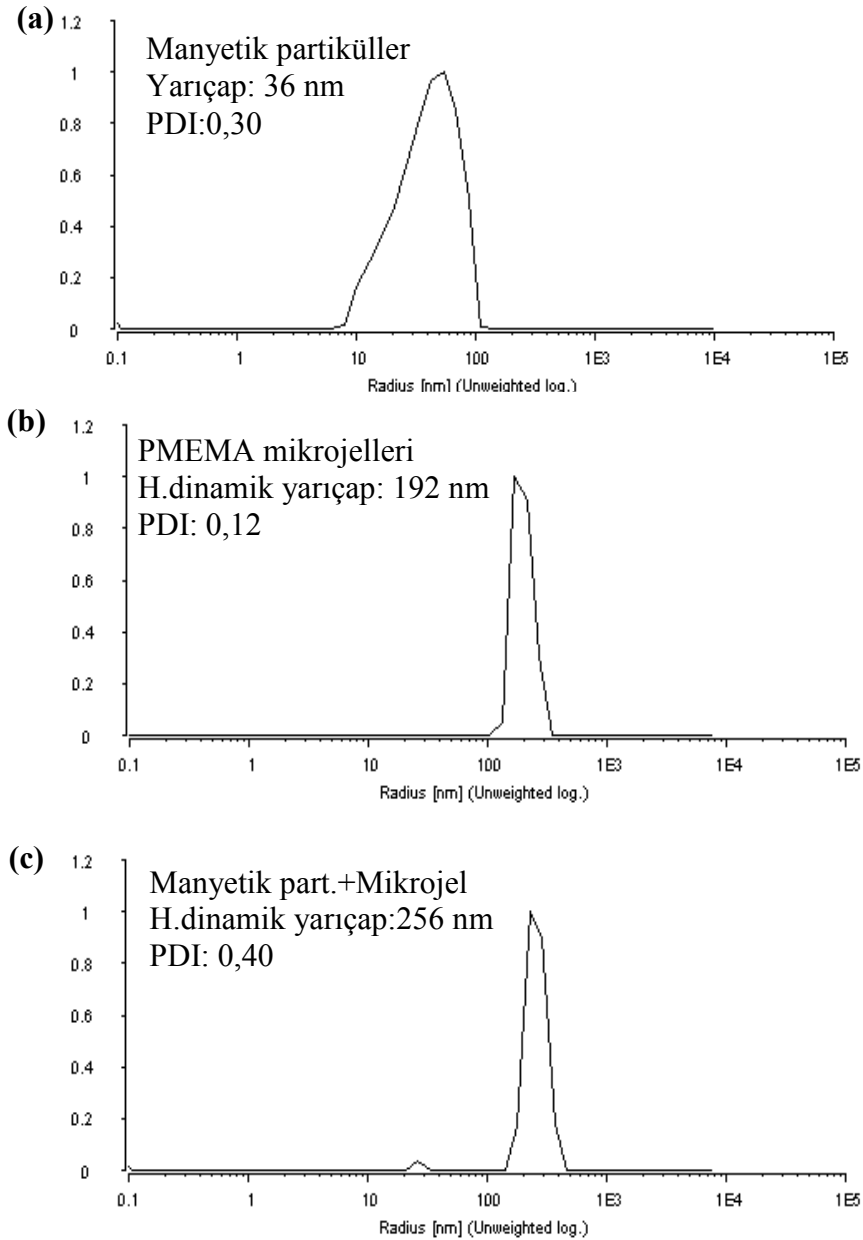 (a)
Manyetik partiküller
Yarıçap: 36 nm
PDI:0,30
1.2
1
0.8
0.6
0.4
0.2
0
0.1 1 10 100 1E3 1E4 1E5
Radius [nm] (Unweighted log.)
(b)
PMEMA mikrojelleri
H.dinamik yarıçap: 192 nm
PDI: 0,12
1.2
1
0.8
0.6
0.4
0.2
0
0.1 1 10 100 1E3 1E4 1E5
Radius [nm] (Unweighted log.)
(c)
Manyetik part.+Mikrojel
H.dinamik yarıçap:256 nm
PDI: 0,40
1.2
1
0.8
0.6
0.4
0.2
0
0.1 1 10 100 1E3 1E4 1E5
Radius [nm] (Unweighted log.)